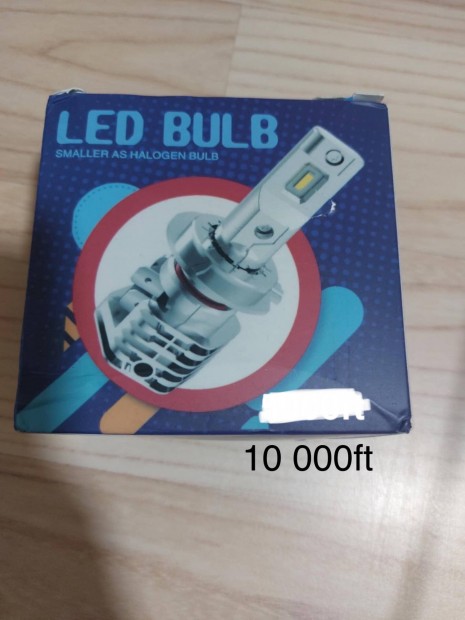 LED BULB
SMALLER AS HALOGEN BULB
10 000ft